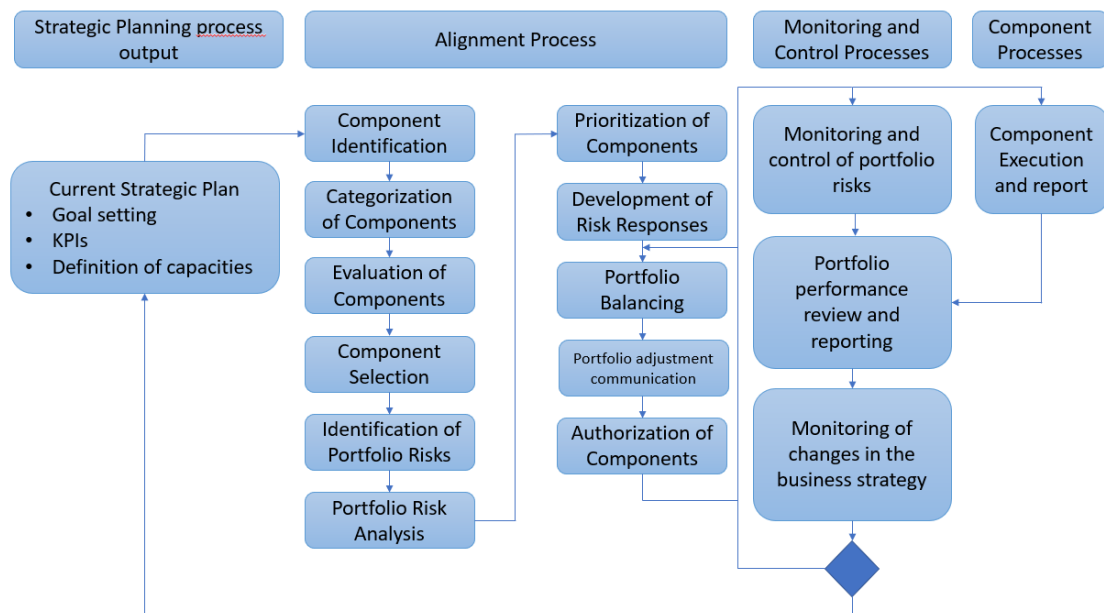 Strategic Planning process
output
Alignment Process
Monitoring and
Control Processes
Component
Processes
Current Strategic Plan
• Goal setting
• KPIs
• Definition of capacities
Component
Identification
Categorization
of Components
Evaluation of
Components
Component
Selection
Identification of
Portfolio Risks
Portfolio Risk
Analysis
Prioritization of
Components
Development of
Risk Responses
Portfolio
Balancing
Portfolio adjustment
communication
Authorization of
Components
Monitoring and
control of portfolio
risks
Portfolio
performance
review and
reporting
Monitoring of
changes in the
business strategy
Component
Execution
and report